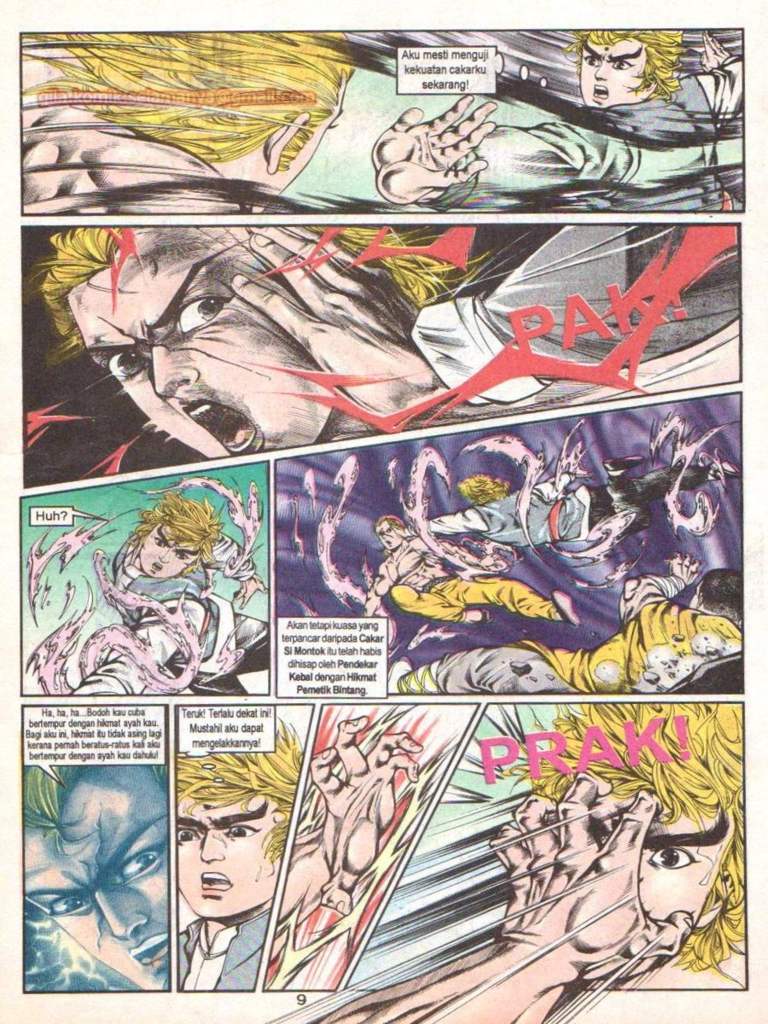 Aku mesti menguji
kekuatan cakarku
sekarang!
PAK!
Huh?
Akan tetapi kuasa yang
terpancar daripada Cakar
Si Montok itu telah habis
dihisap oleh Pendekar
Kebal dengan Hikmat
Pemetik Bintang.
Ha, ha, ha...Bodoh kau cuba
bertempur dengan hikmat ayah kau.
Bagi aku ini, hikmat itu tidak asing lagi
kerana pernah beratus-ratus kali aku
bertempur dengan ayah kau dahulu!
Teruk! Terlalu dekat ini!
Mustahil aku dapat
mengelakkannya!
PRAK!
9